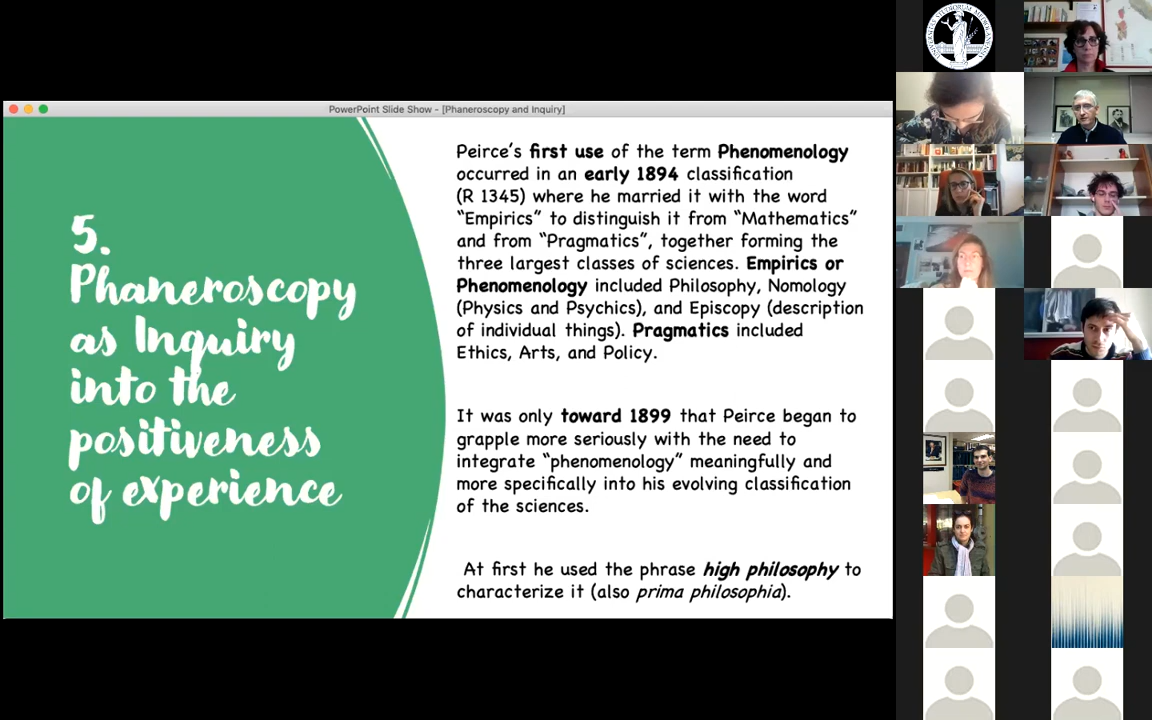 PowerPoint Slide Show - [Phaneroscopy and Inquiry]
5.
Phaneroscopy
as Inquiry
into the
positiveness
of experience
Peirce's first use of the term Phenomenology
occurred in an early 1894 classification
(R 1345) where he married it with the word
"Empirics" to distinguish it from "Mathematics"
and from "Pragmatics", together forming the
three largest classes of sciences. Empirics or
Phenomenology included Philosophy, Nomology
(Physics and Psychics), and Episcopy (description
of individual things). Pragmatics included
Ethics, Arts, and Policy.
It was only toward 1899 that Peirce began to
grapple more seriously with the need to
integrate "phenomenology" meaningfully and
more specifically into his evolving classification
of the sciences.
At first he used the phrase high philosophy to
characterize it (also prima philosophia).
UNIVERSITAS STUDIORUM MEDIOLANENSIS